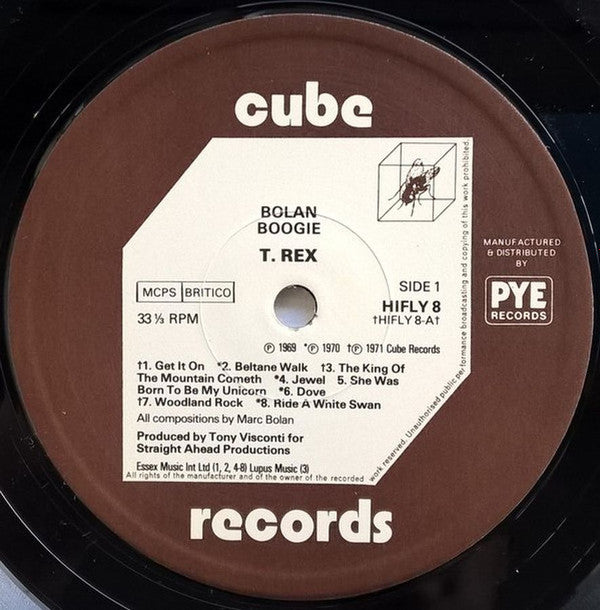 cube
BOLAN
BOOGIE
T. REX
MANUFACTURED
& DISTRIBUTED
BY
PYE
RECORDS
MCPS BRITICO
33⅓ RPM
SIDE 1
HIFLY 8
†HIFLY 8-A†
℗ 1969 *℗ 1970 †℗ 1971 Cube Records
†1. Get It On *2. Beltane Walk †3. The King Of
The Mountain Cometh *4. Jewel 5. She Was
Born To Be My Unicorn *6. Dove
†7. Woodland Rock *8. Ride A White Swan
All compositions by Marc Bolan
Produced by Tony Visconti for
Straight Ahead Productions
Essex Music Int Ltd (1, 2, 4-8) Lupus Music (3)
All rights of the manufacturer and of the owner of the recorded
work reserved. Unauthorised public performance broadcasting and copying of this work prohibited.
records